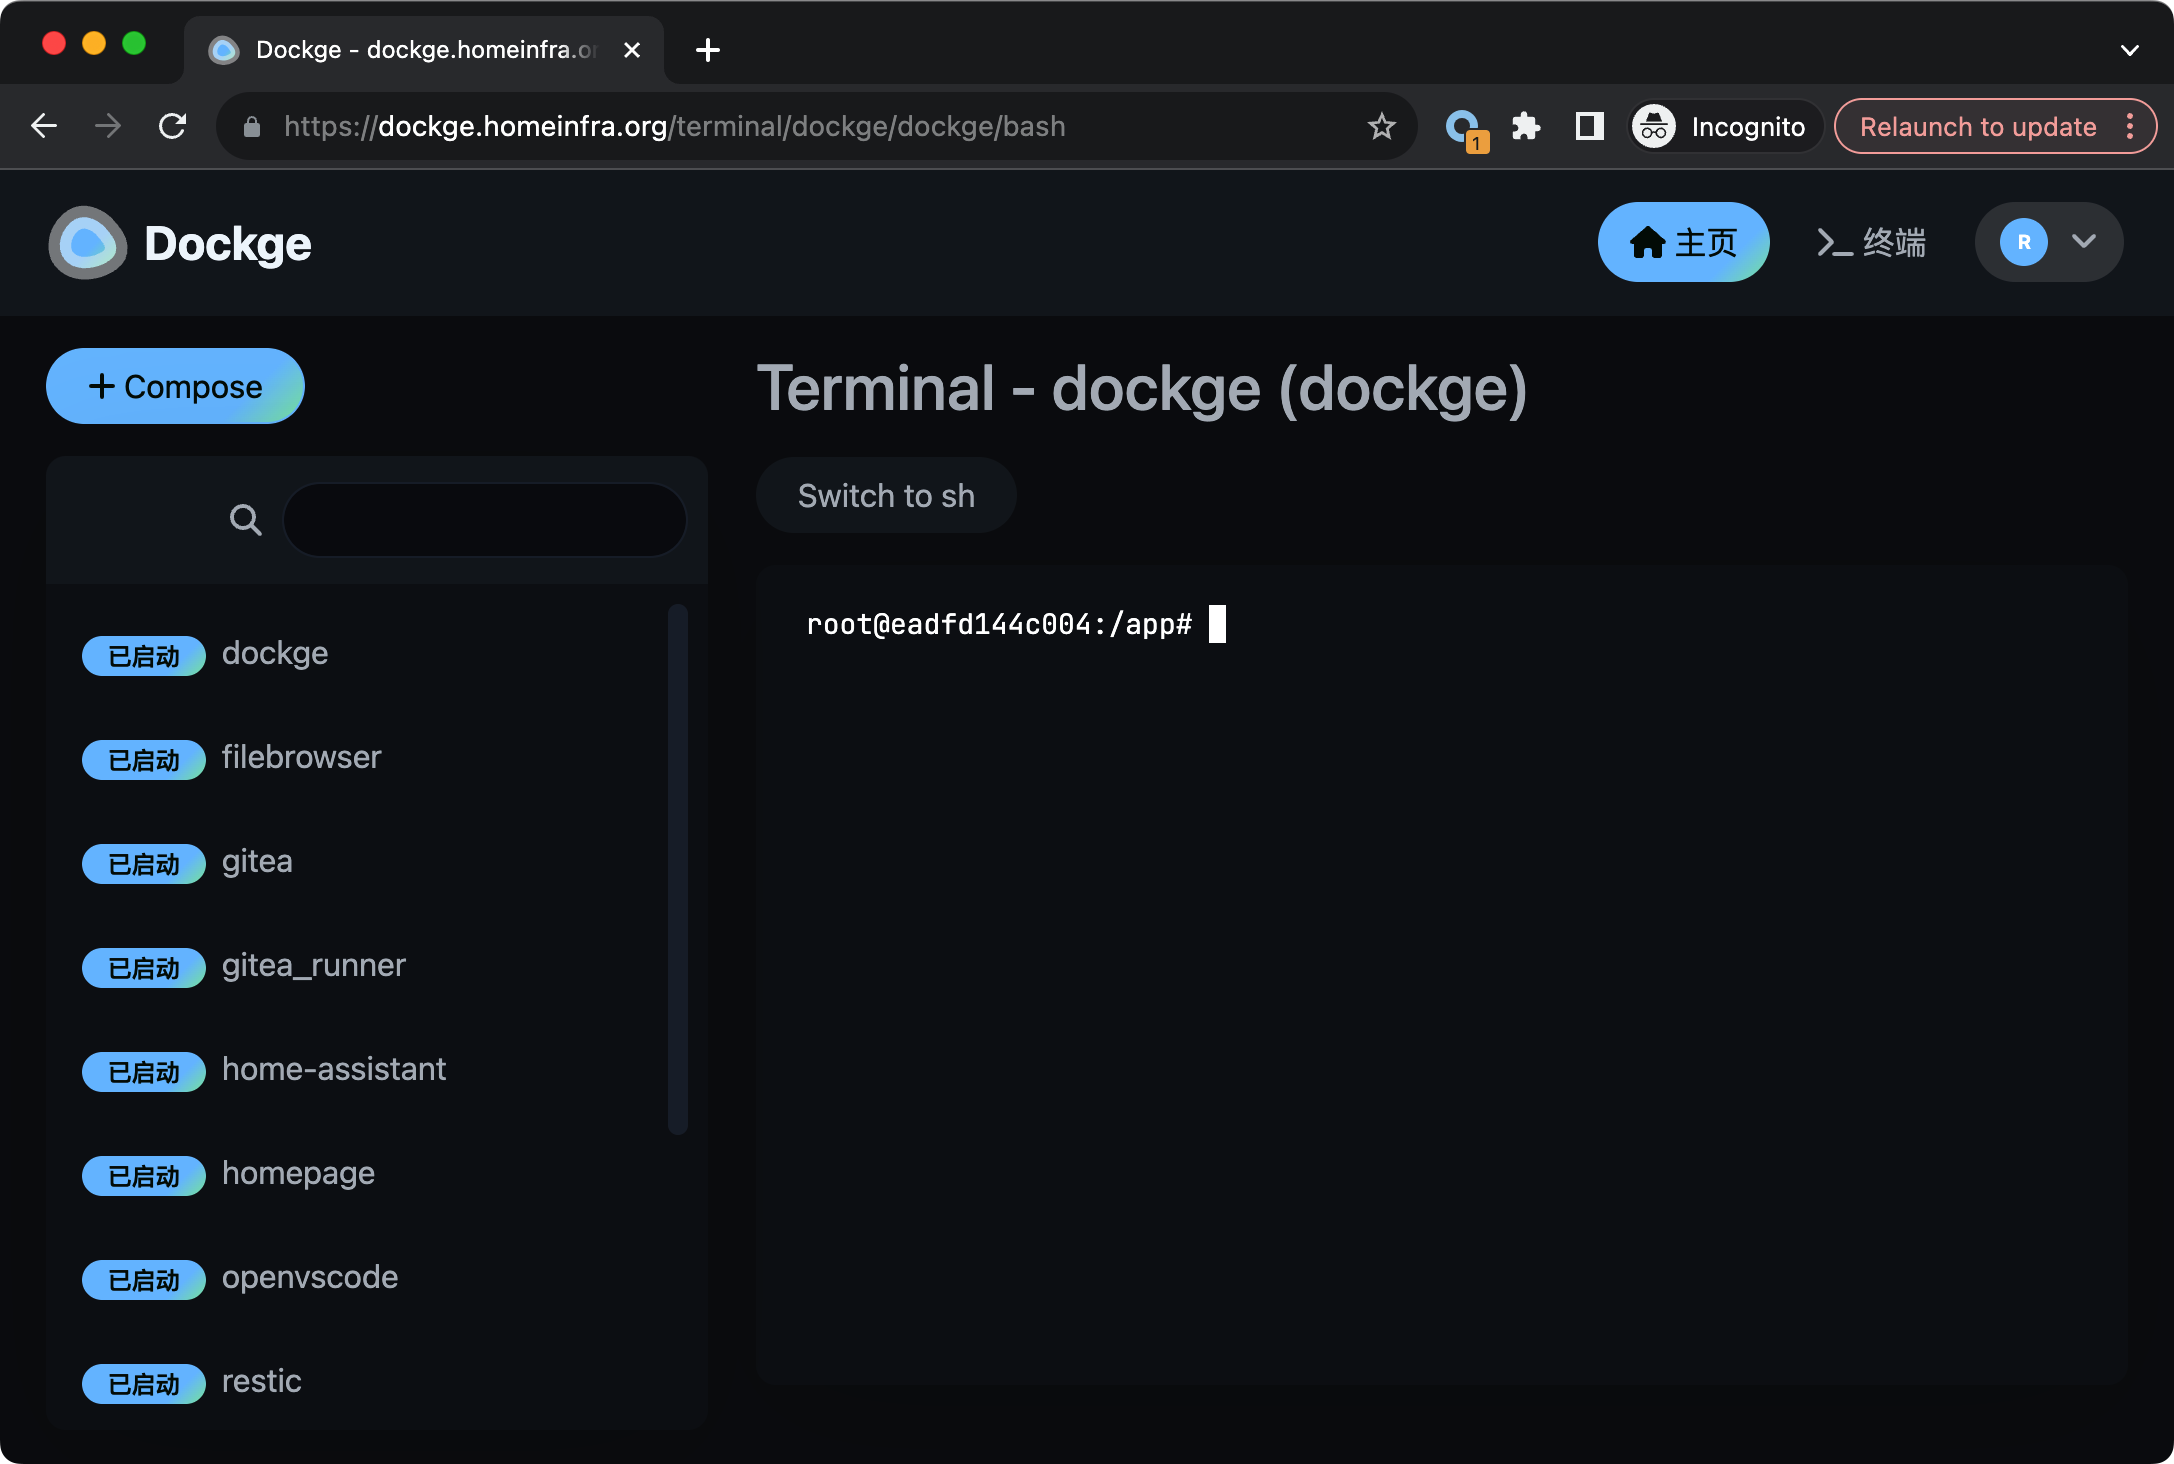 Dockge - dockge.homeinfra.or
https://dockge.homeinfra.org/terminal/dockge/dockge/bash
1
Incognito
Relaunch to update
Dockge
主页
终端
R
Compose
Terminal - dockge (dockge)
Switch to sh
root@eadfd144c004:/app#
已启动 dockge
已启动 filebrowser
已启动 gitea
已启动 gitea_runner
已启动 home-assistant
已启动 homepage
已启动 openvscode
已启动 restic